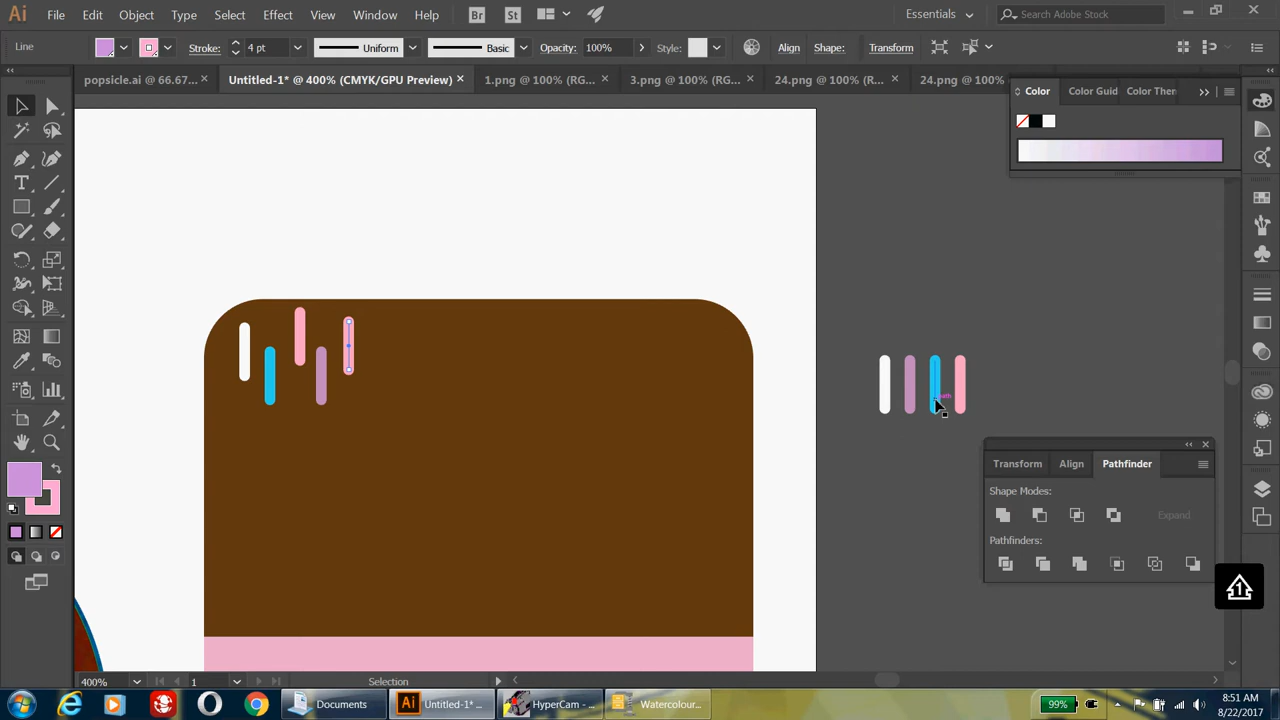 Ai File Edit Object Type Select Effect View Window Help Br St Essentials Search Adobe Stock
Line Stroke: 4 pt Uniform Basic Opacity: 100% Style: Align Shape: Transform
popsicle.ai @ 66.67... × Untitled-1* @ 400% (CMYK/GPU Preview) × 1.png @ 100% (RG... × 3.png @ 100% (RG... × 24.png @ 100% (R... × 24.png @ 100%
Color Color Guid Color Then
Transform Align Pathfinder
Shape Modes:
Expand
Pathfinders:
1
400% 1 Selection
Documents Ai Untitled-1* ... HyperCam - ... Watercolour... 99% 8:51 AM
8/22/2017